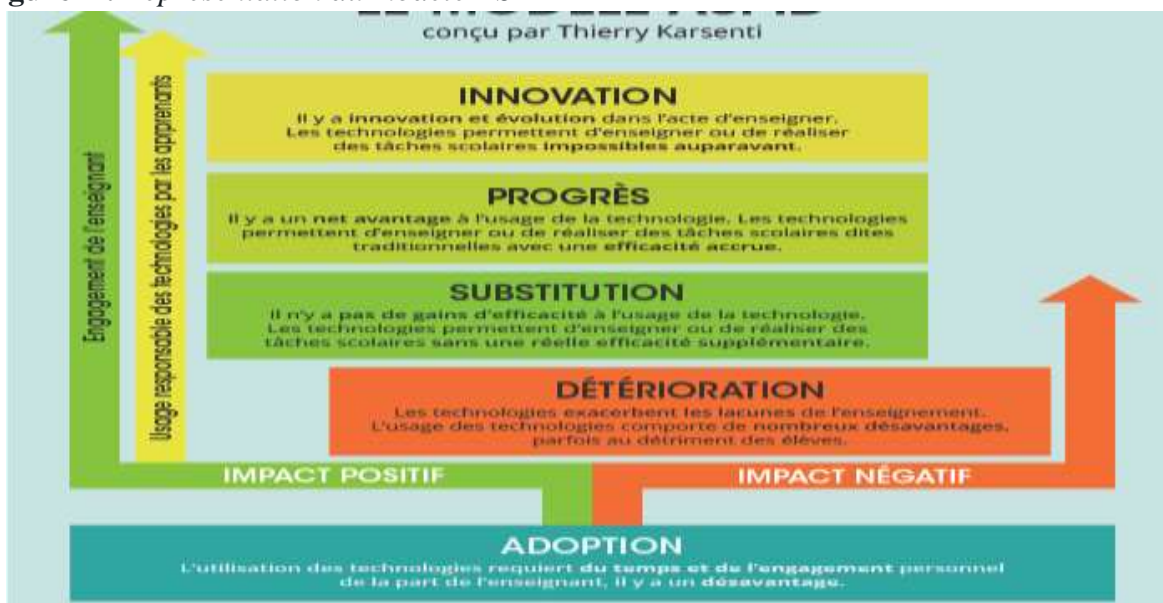 conçu par Thierry Karsenti
INNOVATION
Il y a innovation et évolution dans l'acte d'enseigner.
Les technologies permettent d'enseigner ou de réaliser
des tâches scolaires impossibles auparavant.
PROGRÈS
Il y a un net avantage à l'usage de la technologie. Les technologies
permettent d'enseigner ou de réaliser des tâches scolaires dites
traditionnelles avec une efficacité accrue.
SUBSTITUTION
Il n'y a pas de gains d'efficacité à l'usage de la technologie.
Les technologies permettent d'enseigner ou de réaliser des
tâches scolaires sans une réelle efficacité supplémentaire.
DÉTÉRIORATION
Les technologies exacerbent les lacunes de l'enseignement.
L'usage des technologies comporte de nombreux désavantages,
parfois au détriment des élèves.
Engagement de l'enseignant
Usage responsable des technologies par les apprenants
IMPACT POSITIF
IMPACT NÉGATIF
ADOPTION
L'utilisation des technologies requiert du temps et de l'engagement personnel
de la part de l'enseignant, il y a un désavantage.